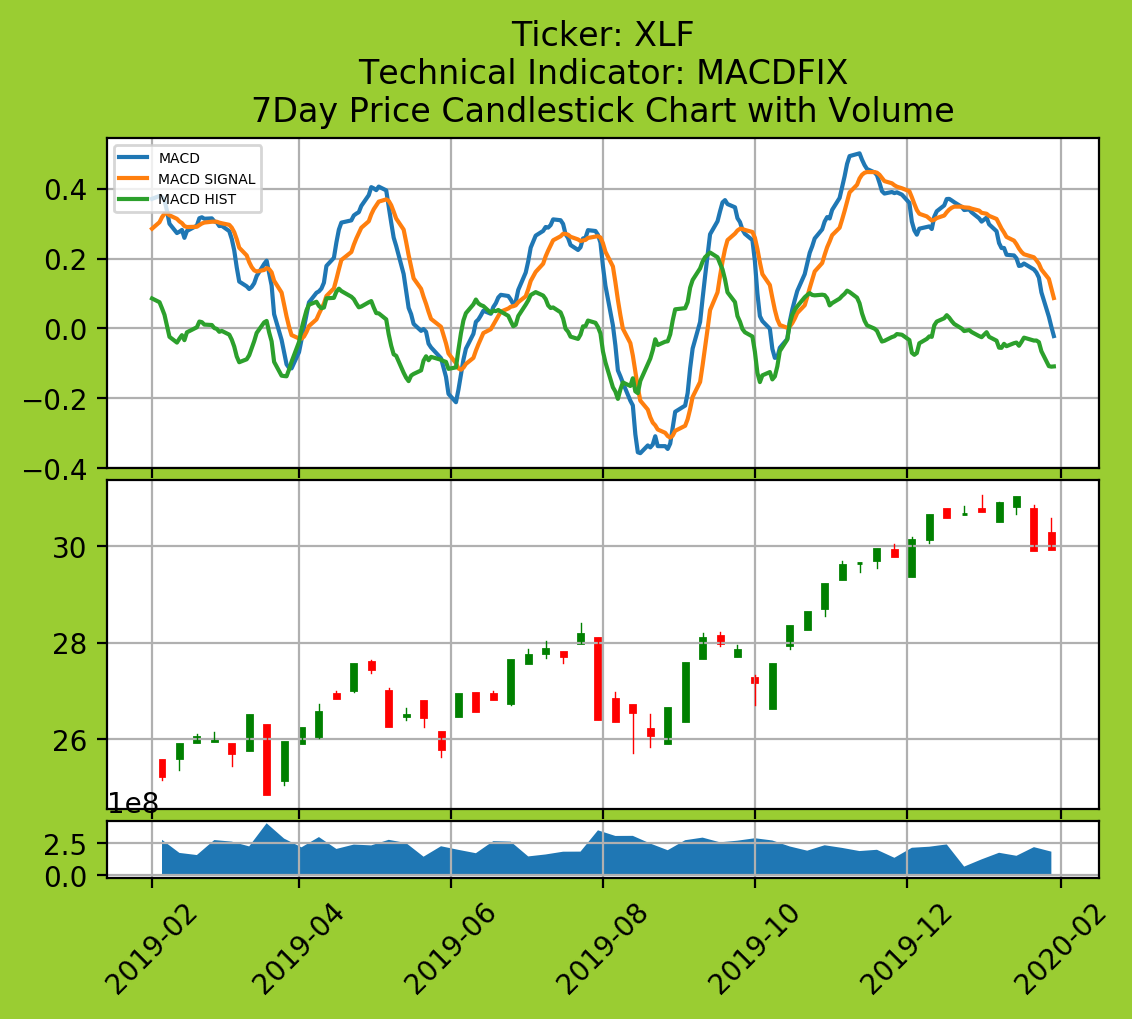 Ticker: XLF
Technical Indicator: MACDFIX
7Day Price Candlestick Chart with Volume
MACD
MACD SIGNAL
MACD HIST
0.4
0.2
0.0
−0.2
−0.4
30
28
26
1e8
2.5
0.0
2019-02
2019-04
2019-06
2019-08
2019-10
2019-12
2020-02